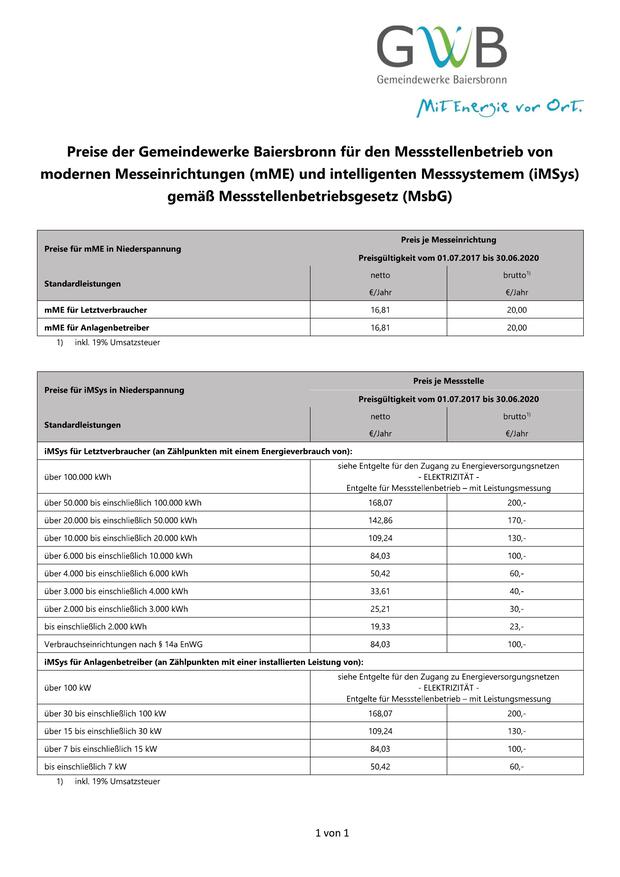 GWB
Gemeindewerke Baiersbronn
Mit Energie vor Ort.
Preise der Gemeindewerke Baiersbronn für den Messstellenbetrieb von
modernen Messeinrichtungen (mME) und intelligenten Messsystemem (iMSys)
gemäß Messstellenbetriebsgesetz (MsbG)
Preise für mME in Niederspannung
Preis je Messeinrichtung
Preisgültigkeit vom 01.07.2017 bis 30.06.2020
Standardleistungen
netto brutto1)
€/Jahr €/Jahr
mME für Letztverbraucher 16,81 20,00
mME für Anlagenbetreiber 16,81 20,00
1) inkl. 19% Umsatzsteuer
Preise für iMSys in Niederspannung
Preis je Messstelle
Preisgültigkeit vom 01.07.2017 bis 30.06.2020
Standardleistungen
netto brutto1)
€/Jahr €/Jahr
iMSys für Letztverbraucher (an Zählpunkten mit einem Energieverbrauch von):
über 100.000 kWh
siehe Entgelte für den Zugang zu Energieversorgungsnetzen
- ELEKTRIZITÄT -
Entgelte für Messstellenbetrieb – mit Leistungsmessung
über 50.000 bis einschließlich 100.000 kWh 168,07 200,-
über 20.000 bis einschließlich 50.000 kWh 142,86 170,-
über 10.000 bis einschließlich 20.000 kWh 109,24 130,-
über 6.000 bis einschließlich 10.000 kWh 84,03 100,-
über 4.000 bis einschließlich 6.000 kWh 50,42 60,-
über 3.000 bis einschließlich 4.000 kWh 33,61 40,-
über 2.000 bis einschließlich 3.000 kWh 25,21 30,-
bis einschließlich 2.000 kWh 19,33 23,-
Verbrauchseinrichtungen nach § 14a EnWG 84,03 100,-
iMSys für Anlagenbetreiber (an Zählpunkten mit einer installierten Leistung von):
über 100 kW
siehe Entgelte für den Zugang zu Energieversorgungsnetzen
- ELEKTRIZITÄT -
Entgelte für Messstellenbetrieb – mit Leistungsmessung
über 30 bis einschließlich 100 kW 168,07 200,-
über 15 bis einschließlich 30 kW 109,24 130,-
über 7 bis einschließlich 15 kW 84,03 100,-
bis einschließlich 7 kW 50,42 60,-
1) inkl. 19% Umsatzsteuer
1 von 1